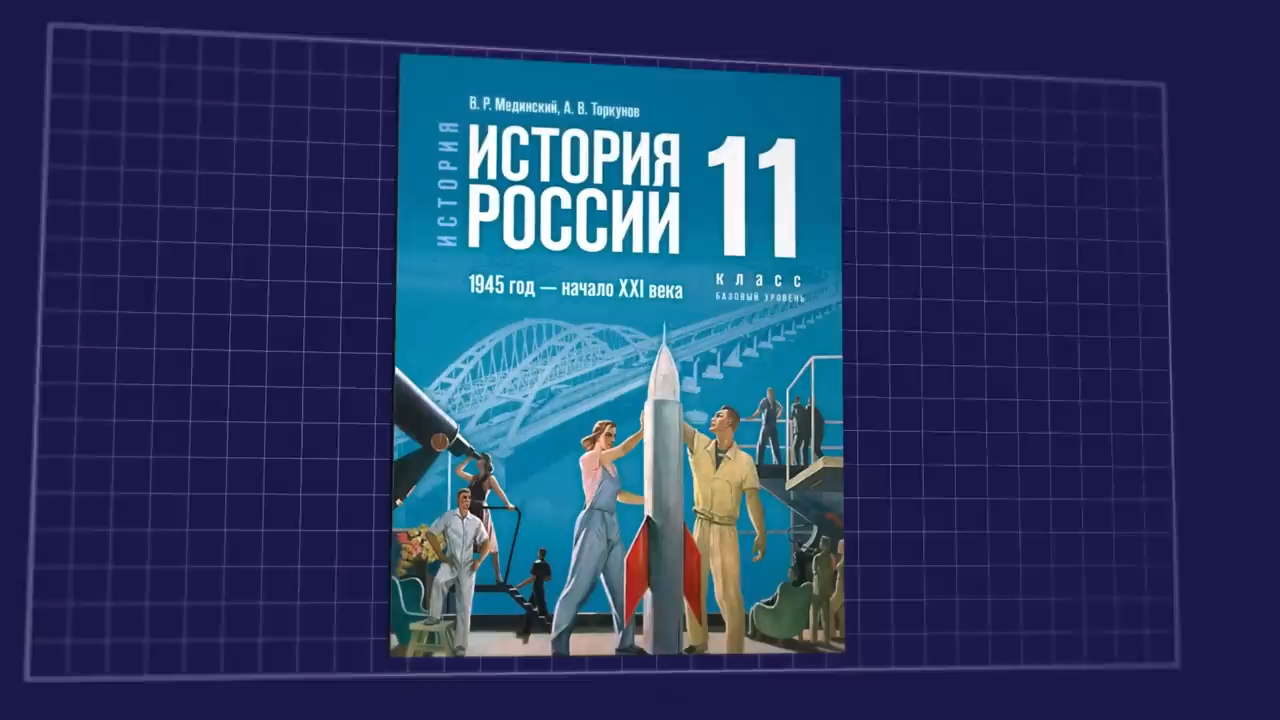 В. Р. Мединский, А. В. Торкунов
ИСТОРИЯ
ИСТОРИЯ
РОССИИ
11
класс
БАЗОВЫЙ УРОВЕНЬ
1945 год — начало XXI века